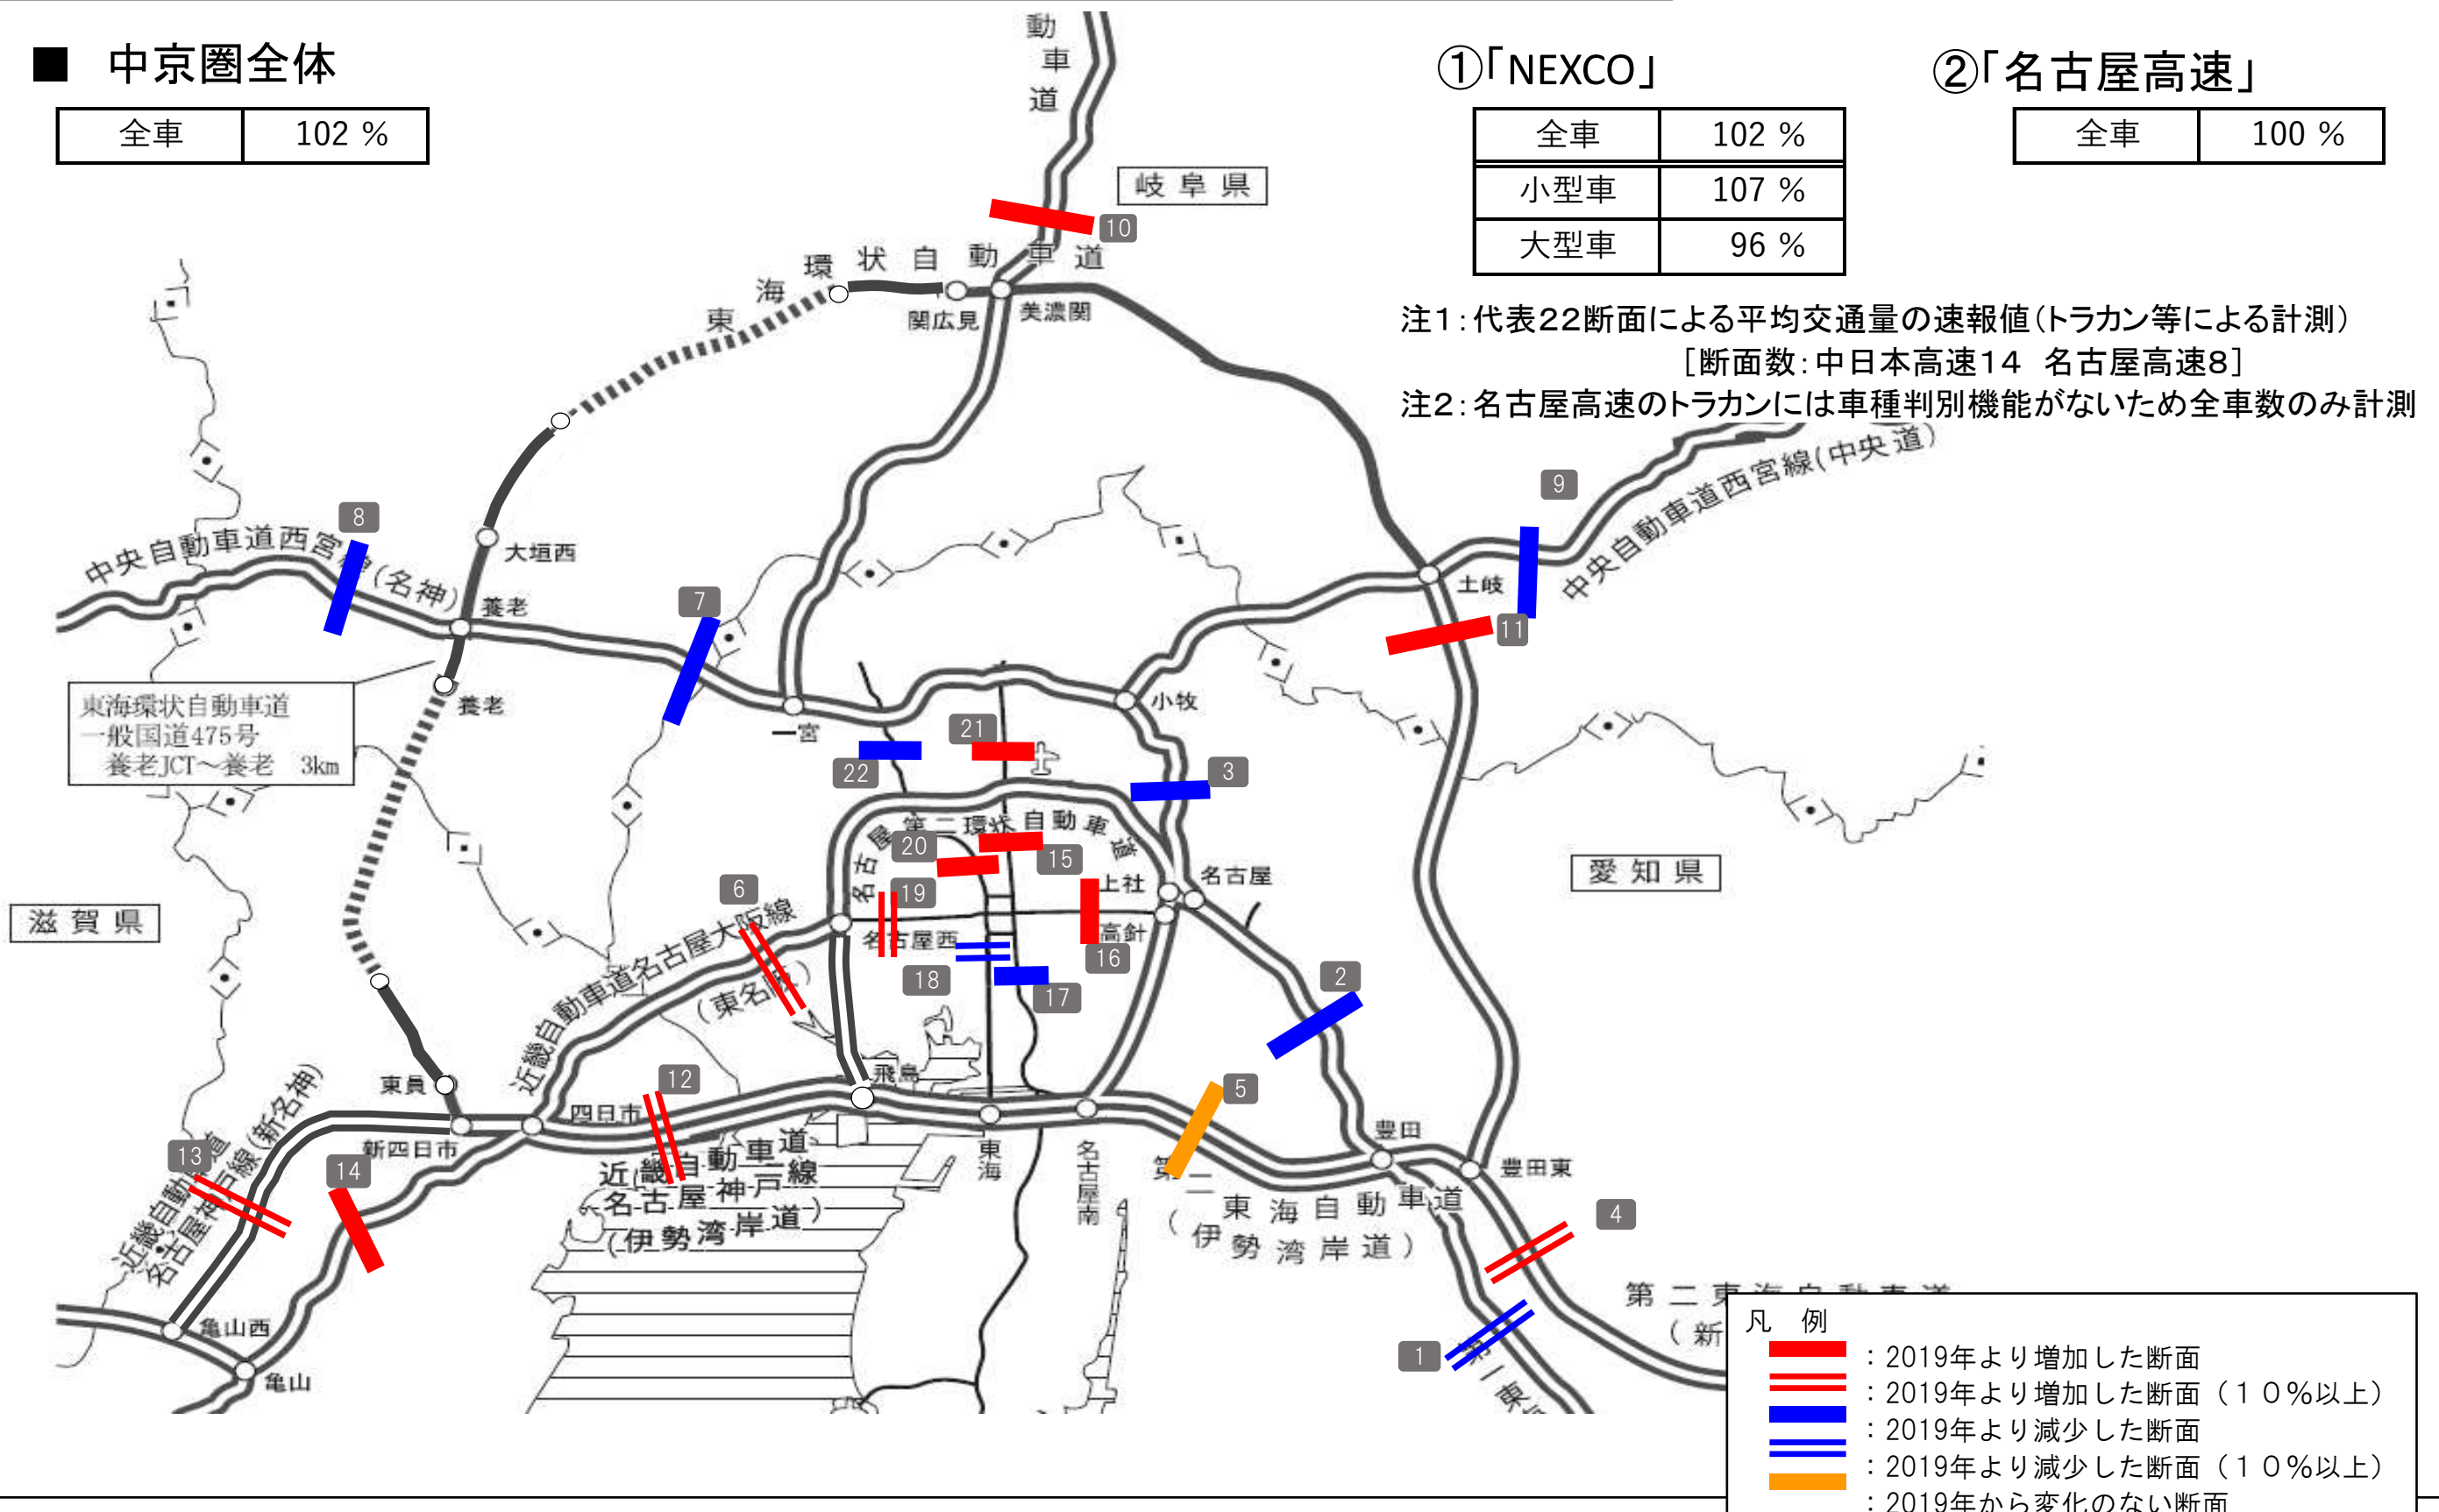 ■ 中京圏全体
全車 102 %
①「NEXCO」
全車 102 %
小型車 107 %
大型車 96 %
②「名古屋高速」
全車 100 %
注1：代表22断面による平均交通量の速報値（トラカン等による計測）
［断面数：中日本高速14 名古屋高速8］
注2：名古屋高速のトラカンには車種判別機能がないため全車数のみ計測
動車道
岐阜県
10
東海環状自動車道
関広見
美濃関
中央自動車道西宮線(中央道)
9
8
中央自動車道西宮線(名神)
大垣西
養老
7
土岐
11
東海環状自動車道
一般国道475号
養老JCT～養老 3km
養老
一宮
小牧
21
22
3
名古屋第二環状自動車道
20
15
19
上社
名古屋
愛知県
6
滋賀県
名古屋西
高針
16
18
17
2
近畿自動車道名古屋大阪線
(東名阪)
東員
12
飛島
5
四日市
新四日市
13
14
近畿自動車道
名古屋神戸線(新名神)
近畿自動車道
名古屋神戸線
(伊勢湾岸道)
東海
名古屋南
豊田
豊田東
第二東海自動車道
(伊勢湾岸道)
4
1
亀山西
亀山
第二東海自動車道
(新
第一東
凡 例
：2019年より増加した断面
：2019年より増加した断面（１０％以上）
：2019年より減少した断面
：2019年より減少した断面（１０％以上）
：2019年から変化のない断面